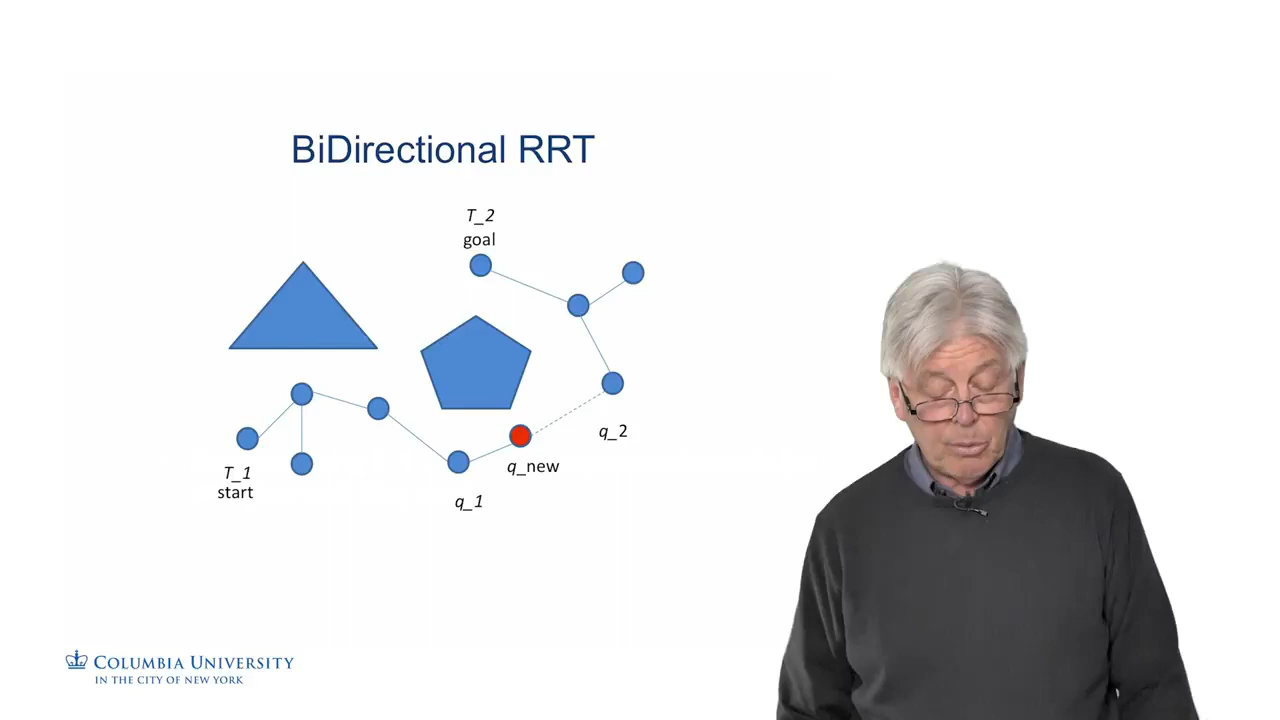 BiDirectional RRT
T_2
goal
T_1
start
q_1
q_new
q_2
COLUMBIA UNIVERSITY
IN THE CITY OF NEW YORK